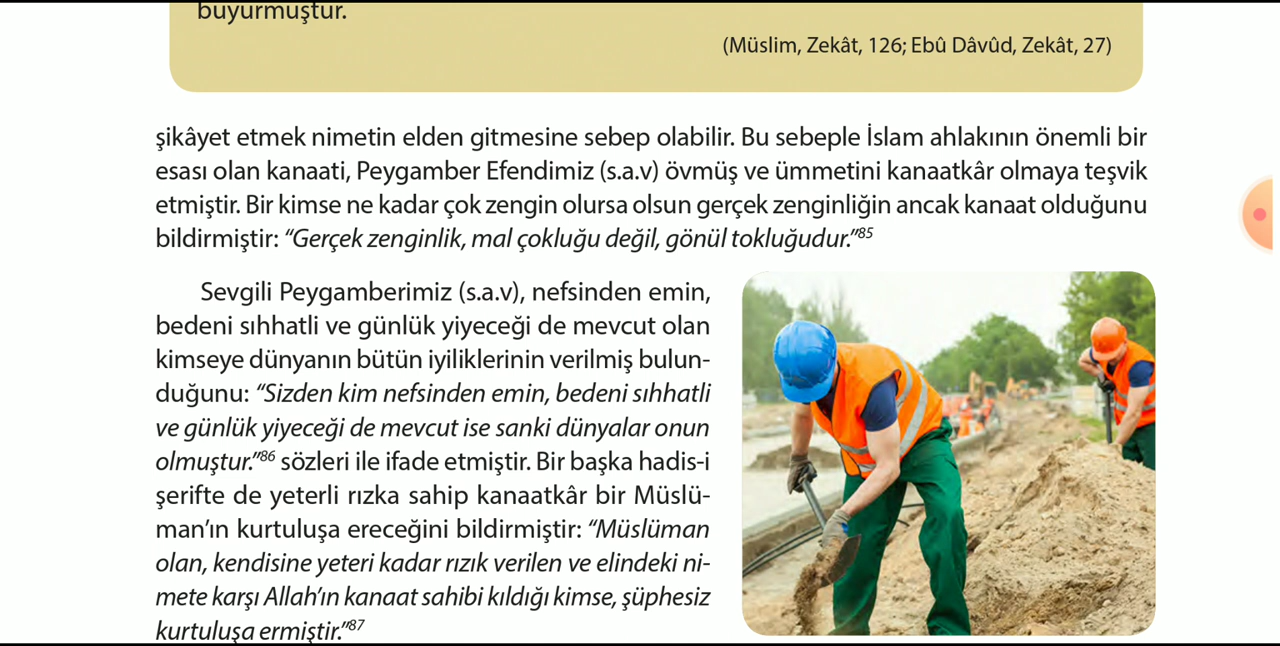 buyurmuştur.
(Müslim, Zekât, 126; Ebû Dâvûd, Zekât, 27)
şikâyet etmek nimetin elden gitmesine sebep olabilir. Bu sebeple İslam ahlakının önemli bir
esası olan kanaati, Peygamber Efendimiz (s.a.v) övmüş ve ümmetini kanaatkâr olmaya teşvik
etmiştir. Bir kimse ne kadar çok zengin olursa olsun gerçek zenginliğin ancak kanaat olduğunu
bildirmiştir: “Gerçek zenginlik, mal çokluğu değil, gönül tokluğudur.”85
Sevgili Peygamberimiz (s.a.v), nefsinden emin,
bedeni sıhhatli ve günlük yiyeceği de mevcut olan
kimseye dünyanın bütün iyiliklerinin verilmiş bulun-
duğunu: “Sizden kim nefsinden emin, bedeni sıhhatli
ve günlük yiyeceği de mevcut ise sanki dünyalar onun
olmuştur.”86 sözleri ile ifade etmiştir. Bir başka hadis-i
şerifte de yeterli rızka sahip kanaatkâr bir Müslü-
man’ın kurtuluşa ereceğini bildirmiştir: “Müslüman
olan, kendisine yeteri kadar rızık verilen ve elindeki ni-
mete karşı Allah’ın kanaat sahibi kıldığı kimse, şüphesiz
kurtuluşa ermiştir.”87